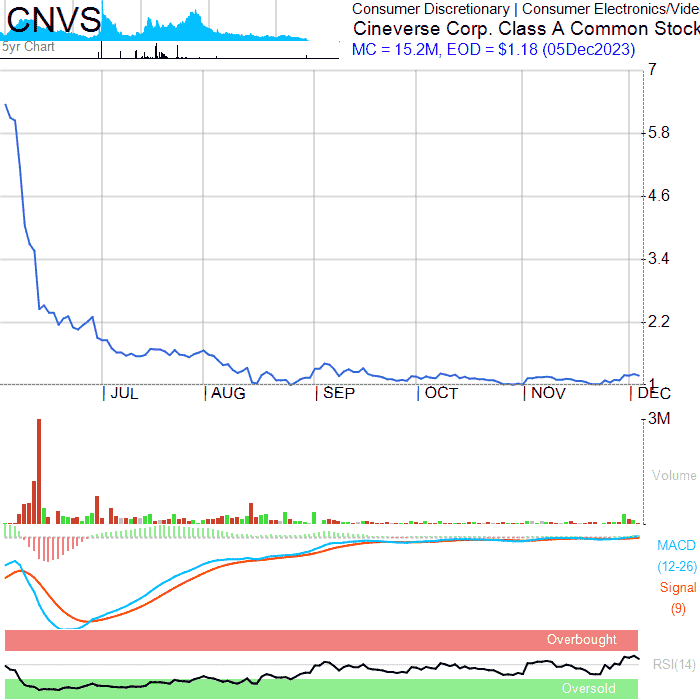 CNVS
5yr Chart
Consumer Discretionary | Consumer Electronics/Vide
Cineverse Corp. Class A Common Stock
MC = 15.2M, EOD = $1.18 (05Dec2023)
7
5.8
4.6
3.4
2.2
1
JUL AUG SEP OCT NOV DEC
3M
Volume
MACD
(12-26)
Signal
(9)
Overbought
RSI(14)
Oversold